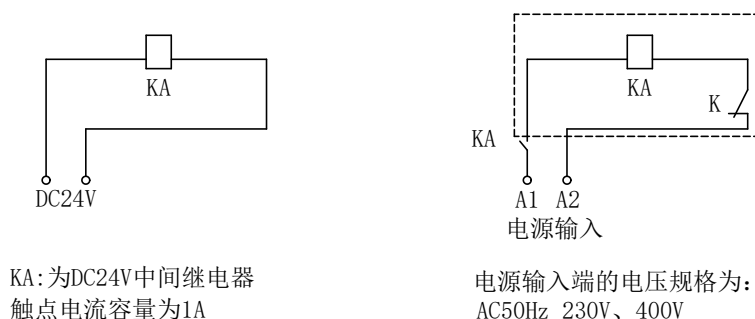 KA
DC24V
KA:为DC24V中间继电器
触点电流容量为1A
KA
K
KA
A1 A2
电源输入
电源输入端的电压规格为:
AC50Hz 230V、400V